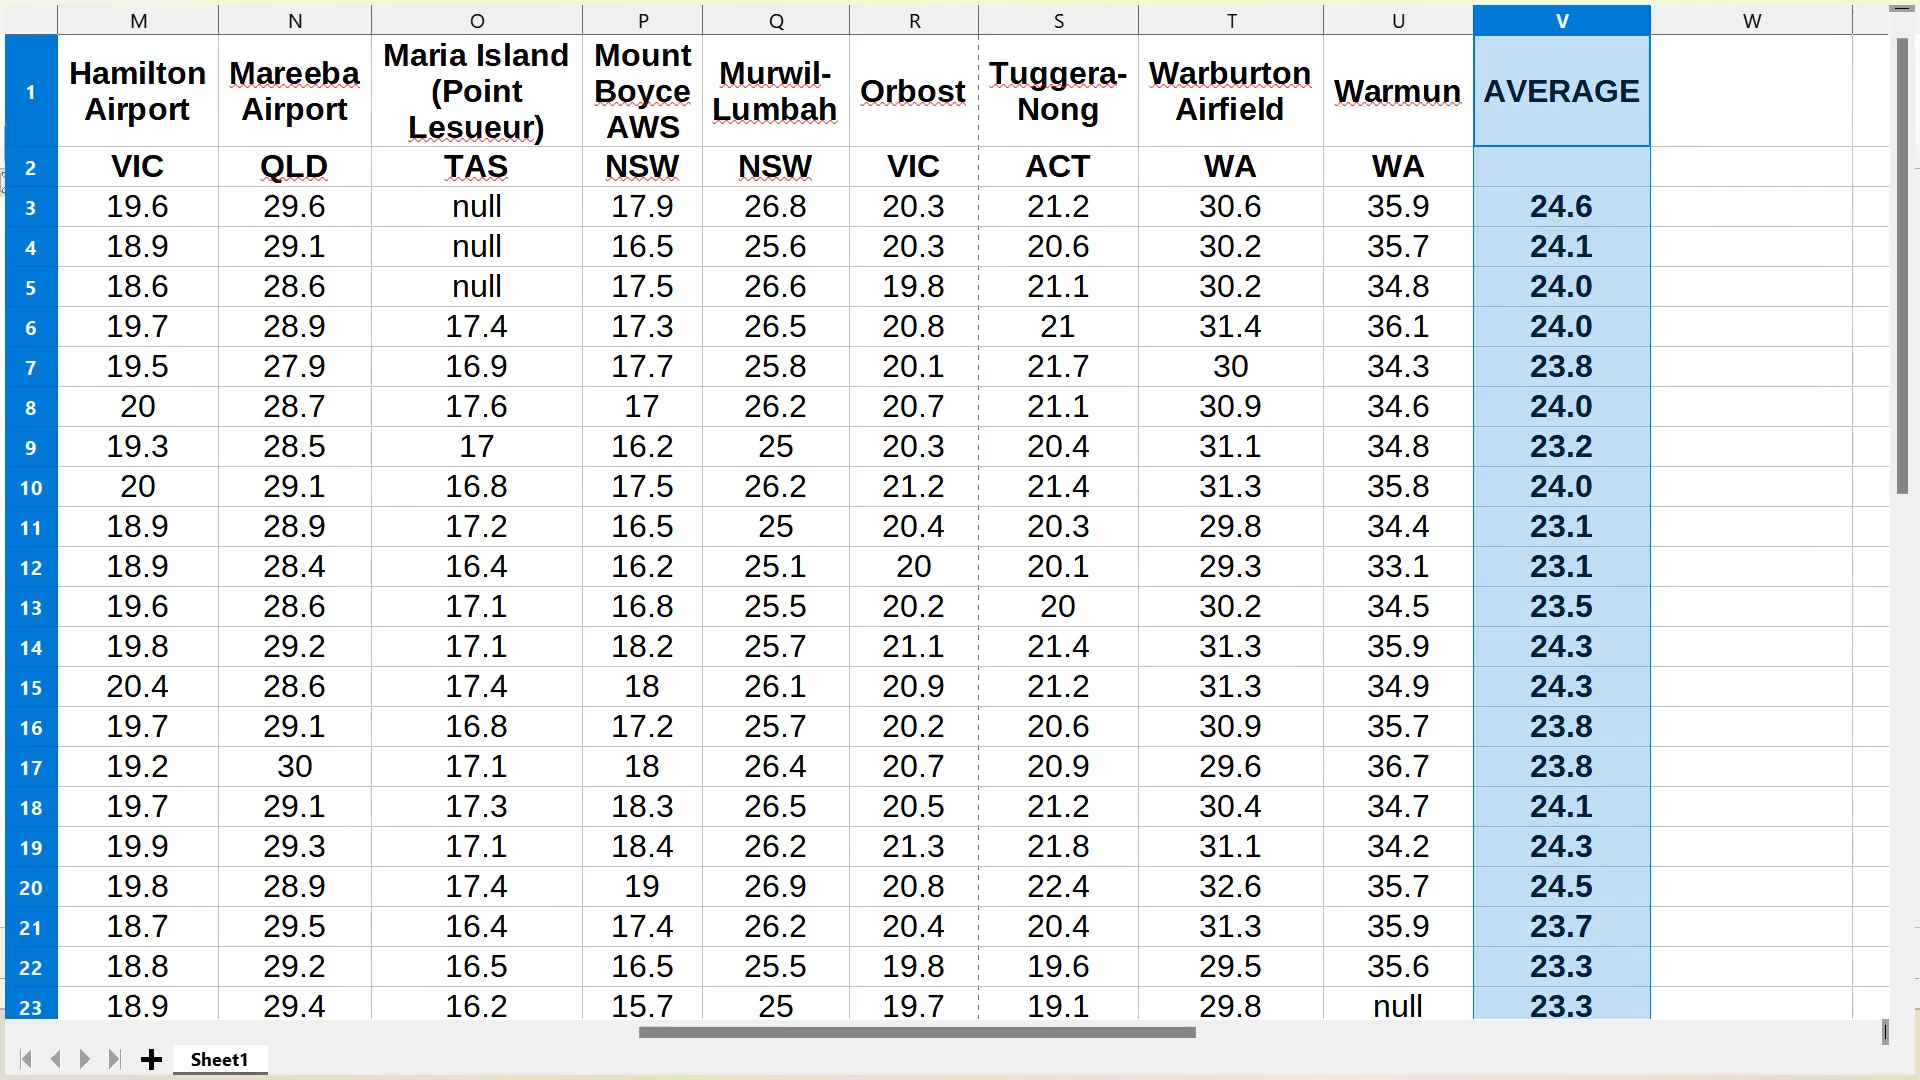 M N O P Q R S T U V W
1 Hamilton Airport Mareeba Airport Maria Island (Point Lesueur) Mount Boyce AWS Murwil-Lumbah Orbost Tuggera-Nong Warburton Airfield Warmun AVERAGE
2 VIC QLD TAS NSW NSW VIC ACT WA WA
3 19.6 29.6 null 17.9 26.8 20.3 21.2 30.6 35.9 24.6
4 18.9 29.1 null 16.5 25.6 20.3 20.6 30.2 35.7 24.1
5 18.6 28.6 null 17.5 26.6 19.8 21.1 30.2 34.8 24.0
6 19.7 28.9 17.4 17.3 26.5 20.8 21 31.4 36.1 24.0
7 19.5 27.9 16.9 17.7 25.8 20.1 21.7 30 34.3 23.8
8 20 28.7 17.6 17 26.2 20.7 21.1 30.9 34.6 24.0
9 19.3 28.5 17 16.2 25 20.3 20.4 31.1 34.8 23.2
10 20 29.1 16.8 17.5 26.2 21.2 21.4 31.3 35.8 24.0
11 18.9 28.9 17.2 16.5 25 20.4 20.3 29.8 34.4 23.1
12 18.9 28.4 16.4 16.2 25.1 20 20.1 29.3 33.1 23.1
13 19.6 28.6 17.1 16.8 25.5 20.2 20 30.2 34.5 23.5
14 19.8 29.2 17.1 18.2 25.7 21.1 21.4 31.3 35.9 24.3
15 20.4 28.6 17.4 18 26.1 20.9 21.2 31.3 34.9 24.3
16 19.7 29.1 16.8 17.2 25.7 20.2 20.6 30.9 35.7 23.8
17 19.2 30 17.1 18 26.4 20.7 20.9 29.6 36.7 23.8
18 19.7 29.1 17.3 18.3 26.5 20.5 21.2 30.4 34.7 24.1
19 19.9 29.3 17.1 18.4 26.2 21.3 21.8 31.1 34.2 24.3
20 19.8 28.9 17.4 19 26.9 20.8 22.4 32.6 35.7 24.5
21 18.7 29.5 16.4 17.4 26.2 20.4 20.4 31.3 35.9 23.7
22 18.8 29.2 16.5 16.5 25.5 19.8 19.6 29.5 35.6 23.3
23 18.9 29.4 16.2 15.7 25 19.7 19.1 29.8 null 23.3
Sheet1